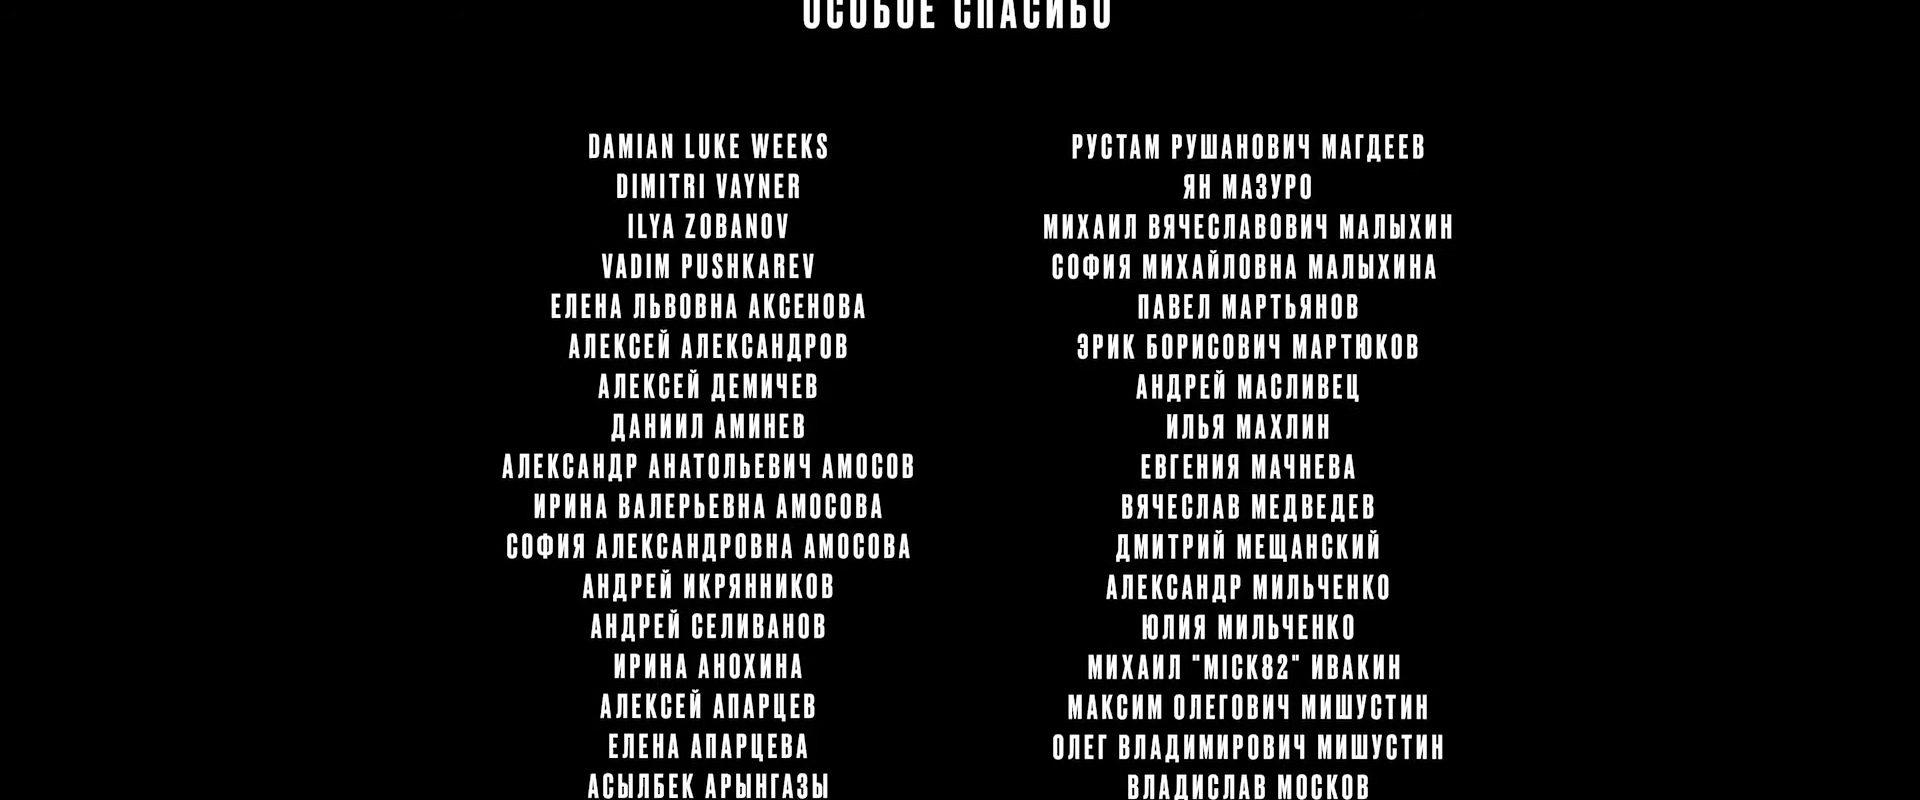 ОСОБОЕ СПАСИБО
DAMIAN LUKE WEEKS
DIMITRI VAYNER
ILYA ZOBANOV
VADIM PUSHKAREV
ЕЛЕНА ЛЬВОВНА АКСЕНОВА
АЛЕКСЕЙ АЛЕКСАНДРОВ
АЛЕКСЕЙ ДЕМИЧЕВ
ДАНИИЛ АМИНЕВ
АЛЕКСАНДР АНАТОЛЬЕВИЧ АМОСОВ
ИРИНА ВАЛЕРЬЕВНА АМОСОВА
СОФИЯ АЛЕКСАНДРОВНА АМОСОВА
АНДРЕЙ ИКРЯННИКОВ
АНДРЕЙ СЕЛИВАНОВ
ИРИНА АНОХИНА
АЛЕКСЕЙ АПАРЦЕВ
ЕЛЕНА АПАРЦЕВА
АСЫЛБЕК АРЫНГАЗЫ
РУСТАМ РУШАНОВИЧ МАГДЕЕВ
ЯН МАЗУРО
МИХАИЛ ВЯЧЕСЛАВОВИЧ МАЛЫХИН
СОФИЯ МИХАЙЛОВНА МАЛЫХИНА
ПАВЕЛ МАРТЬЯНОВ
ЭРИК БОРИСОВИЧ МАРТЮКОВ
АНДРЕЙ МАСЛИВЕЦ
ИЛЬЯ МАХЛИН
ЕВГЕНИЯ МАЧНЕВА
ВЯЧЕСЛАВ МЕДВЕДЕВ
ДМИТРИЙ МЕЩАНСКИЙ
АЛЕКСАНДР МИЛЬЧЕНКО
ЮЛИЯ МИЛЬЧЕНКО
МИХАИЛ "MICK82" ИВАКИН
МАКСИМ ОЛЕГОВИЧ МИШУСТИН
ОЛЕГ ВЛАДИМИРОВИЧ МИШУСТИН
ВЛАДИСЛАВ МОСКОВ